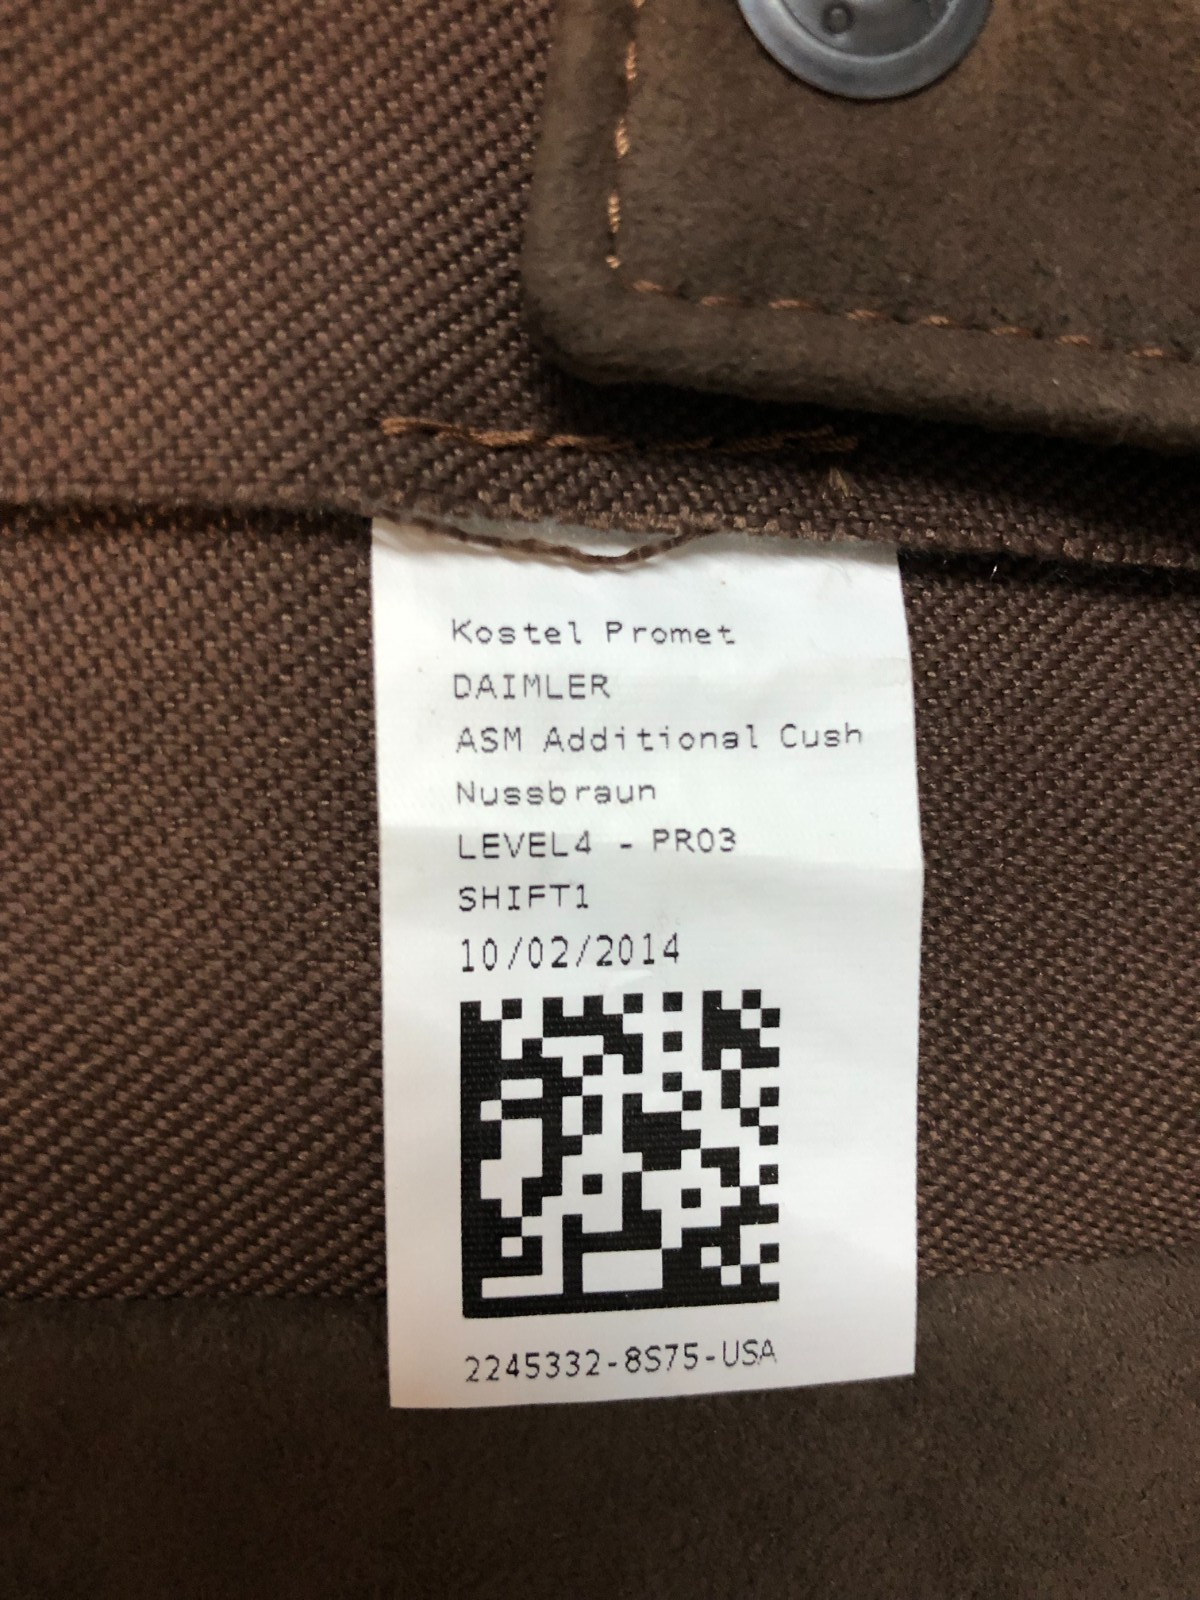 Kostel Promet
DAIMLER
ASM Additional Cush
Nussbraun
LEVEL4 - PR03
SHIFT1
10/02/2014
2245332-8S75-USA